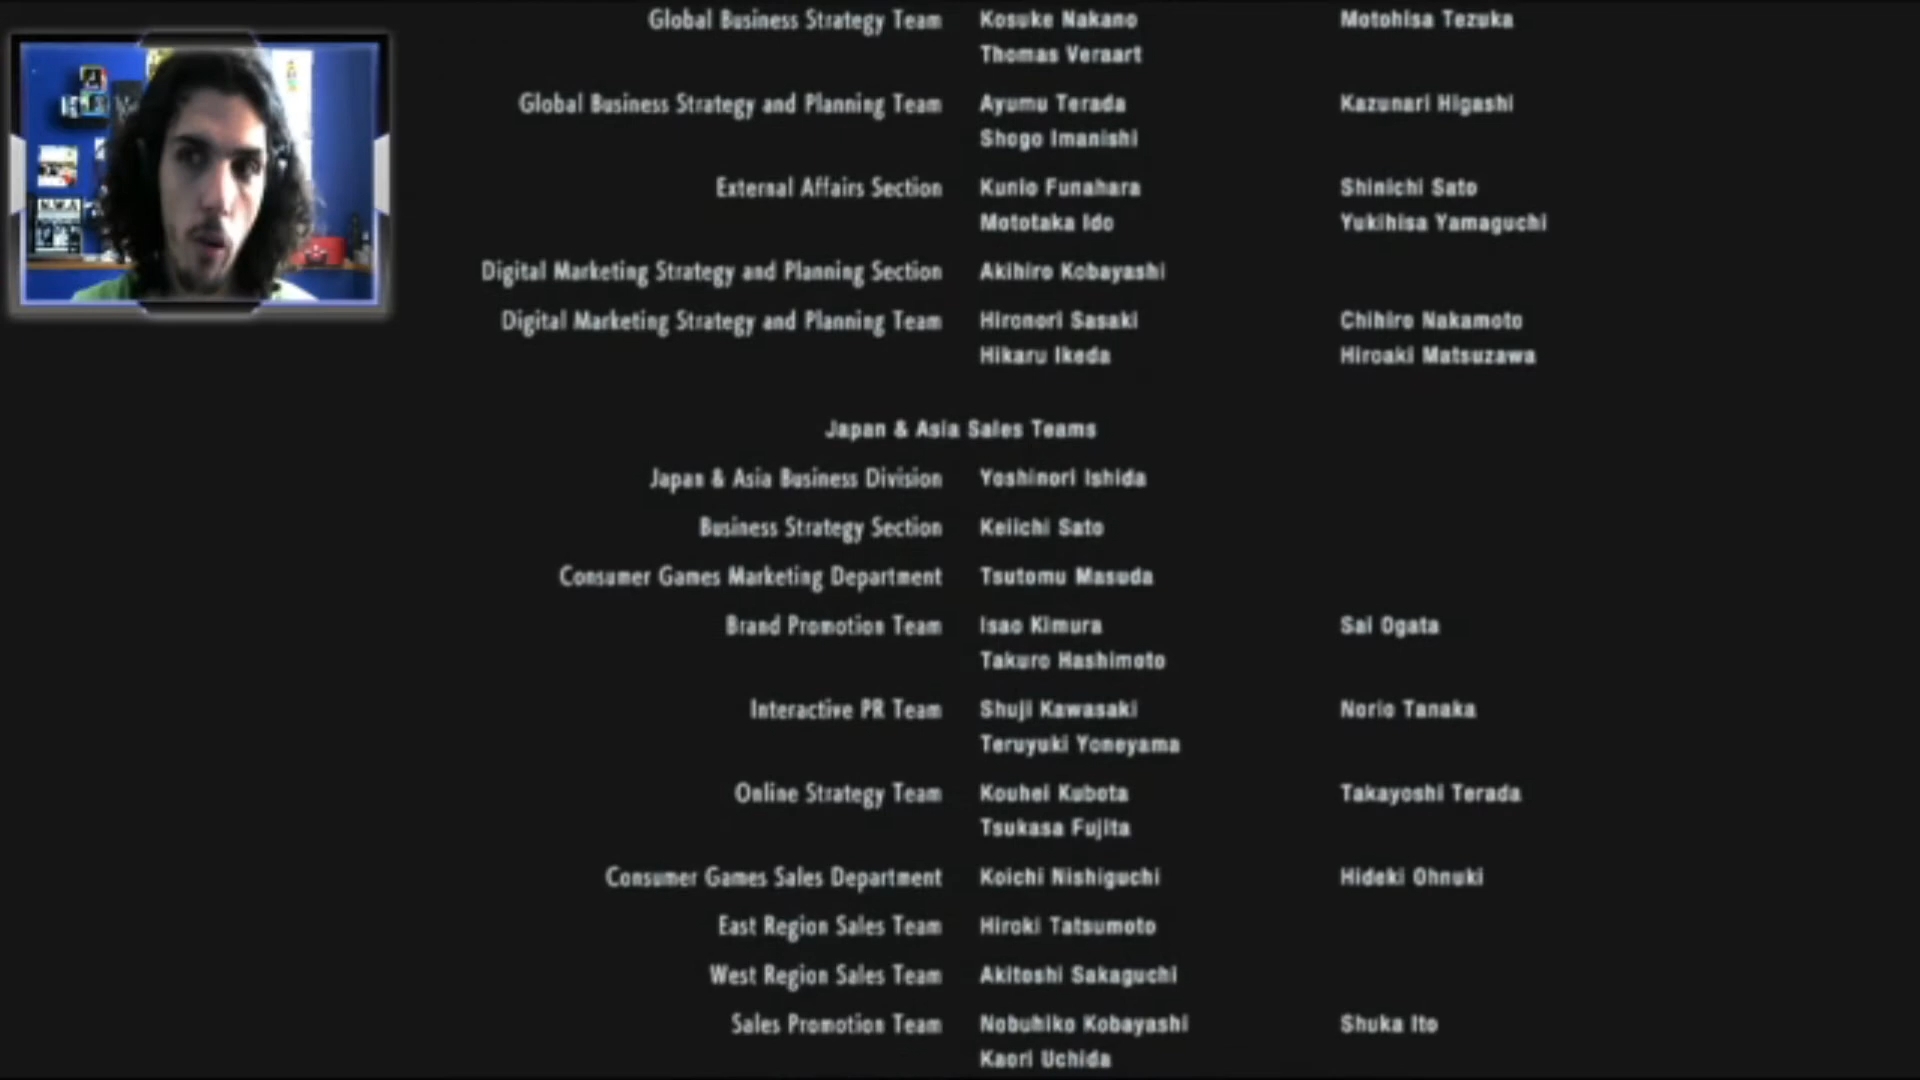 Global Business Strategy Team Kosuke Nakano Motohisa Tezuka
Thomas Veraart
Global Business Strategy and Planning Team Ayumu Terada Kazunari Higashi
Shogo Imanishi
External Affairs Section Kunio Funahara Shinichi Sato
Mototaka Ido Yukihisa Yamaguchi
Digital Marketing Strategy and Planning Section Akihiro Kobayashi
Digital Marketing Strategy and Planning Team Hironori Sasaki Chihiro Nakamoto
Hikaru Ikeda Hiroaki Matsuzawa
Japan & Asia Sales Teams
Japan & Asia Business Division Yoshinori Ishida
Business Strategy Section Keiichi Sato
Consumer Games Marketing Department Tsutomu Masuda
Brand Promotion Team Isao Kimura Sai Ogata
Takuro Hashimoto
Interactive PR Team Shuji Kawasaki Norio Tanaka
Teruyuki Yoneyama
Online Strategy Team Kouhei Kubota Takayoshi Terada
Tsukasa Fujita
Consumer Games Sales Department Koichi Nishiguchi Hideki Ohnuki
East Region Sales Team Hiroki Tatsumoto
West Region Sales Team Akitoshi Sakaguchi
Sales Promotion Team Nobuhiko Kobayashi Shuka Ito
Kaori Uchida
N.W.A